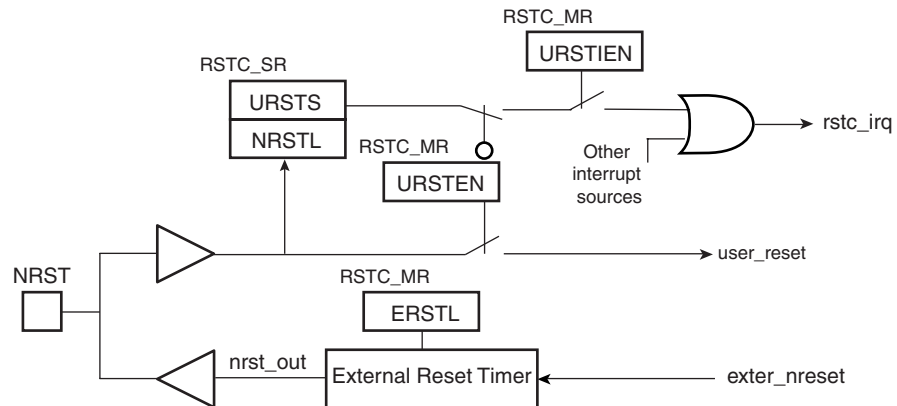 RSTC_MR
URSTIEN
RSTC_SR
URSTS
NRSTL
rstc_irq
RSTC_MR
Other
interrupt
sources
URSTEN
user_reset
NRST
RSTC_MR
ERSTL
nrst_out
External Reset Timer
exter_nreset